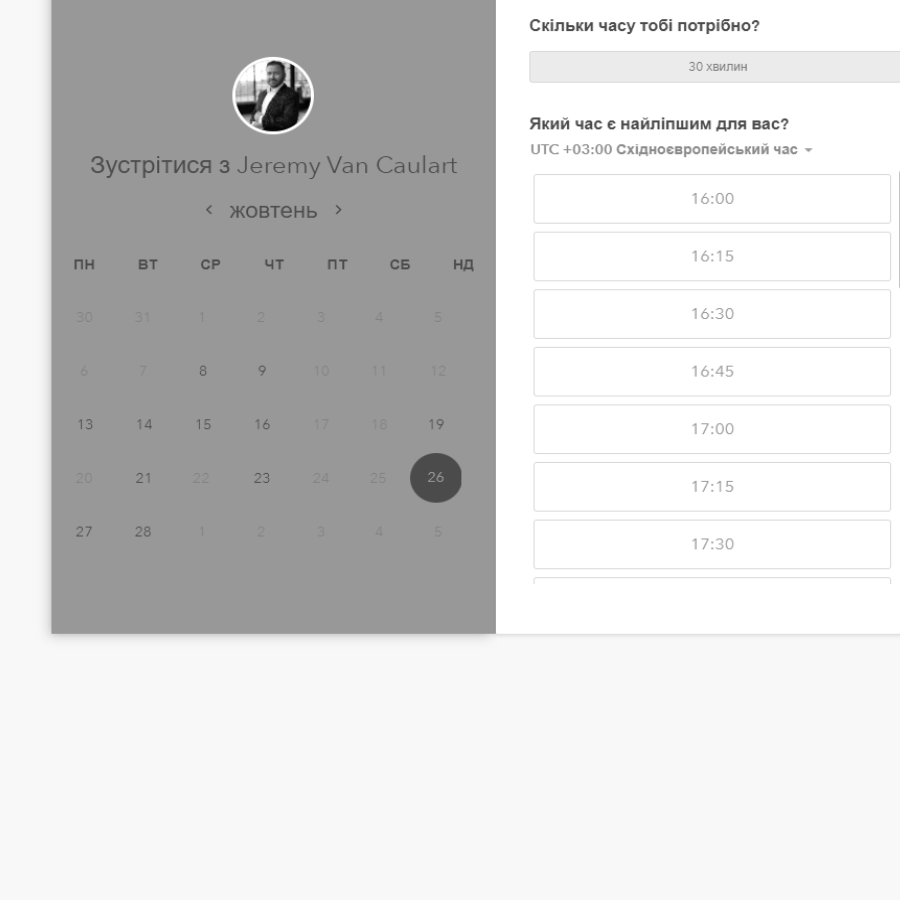 Зустрітися з Jeremy Van Caulart
жовтень
ПН ВТ СР ЧТ ПТ СБ НД
30 31 1 2 3 4 5
6 7 8 9 10 11 12
13 14 15 16 17 18 19
20 21 22 23 24 25 26
27 28 1 2 3 4 5
Скільки часу тобі потрібно?
30 хвилин
Який час є найліпшим для вас?
UTC +03:00 Східноєвропейський час
16:00
16:15
16:30
16:45
17:00
17:15
17:30